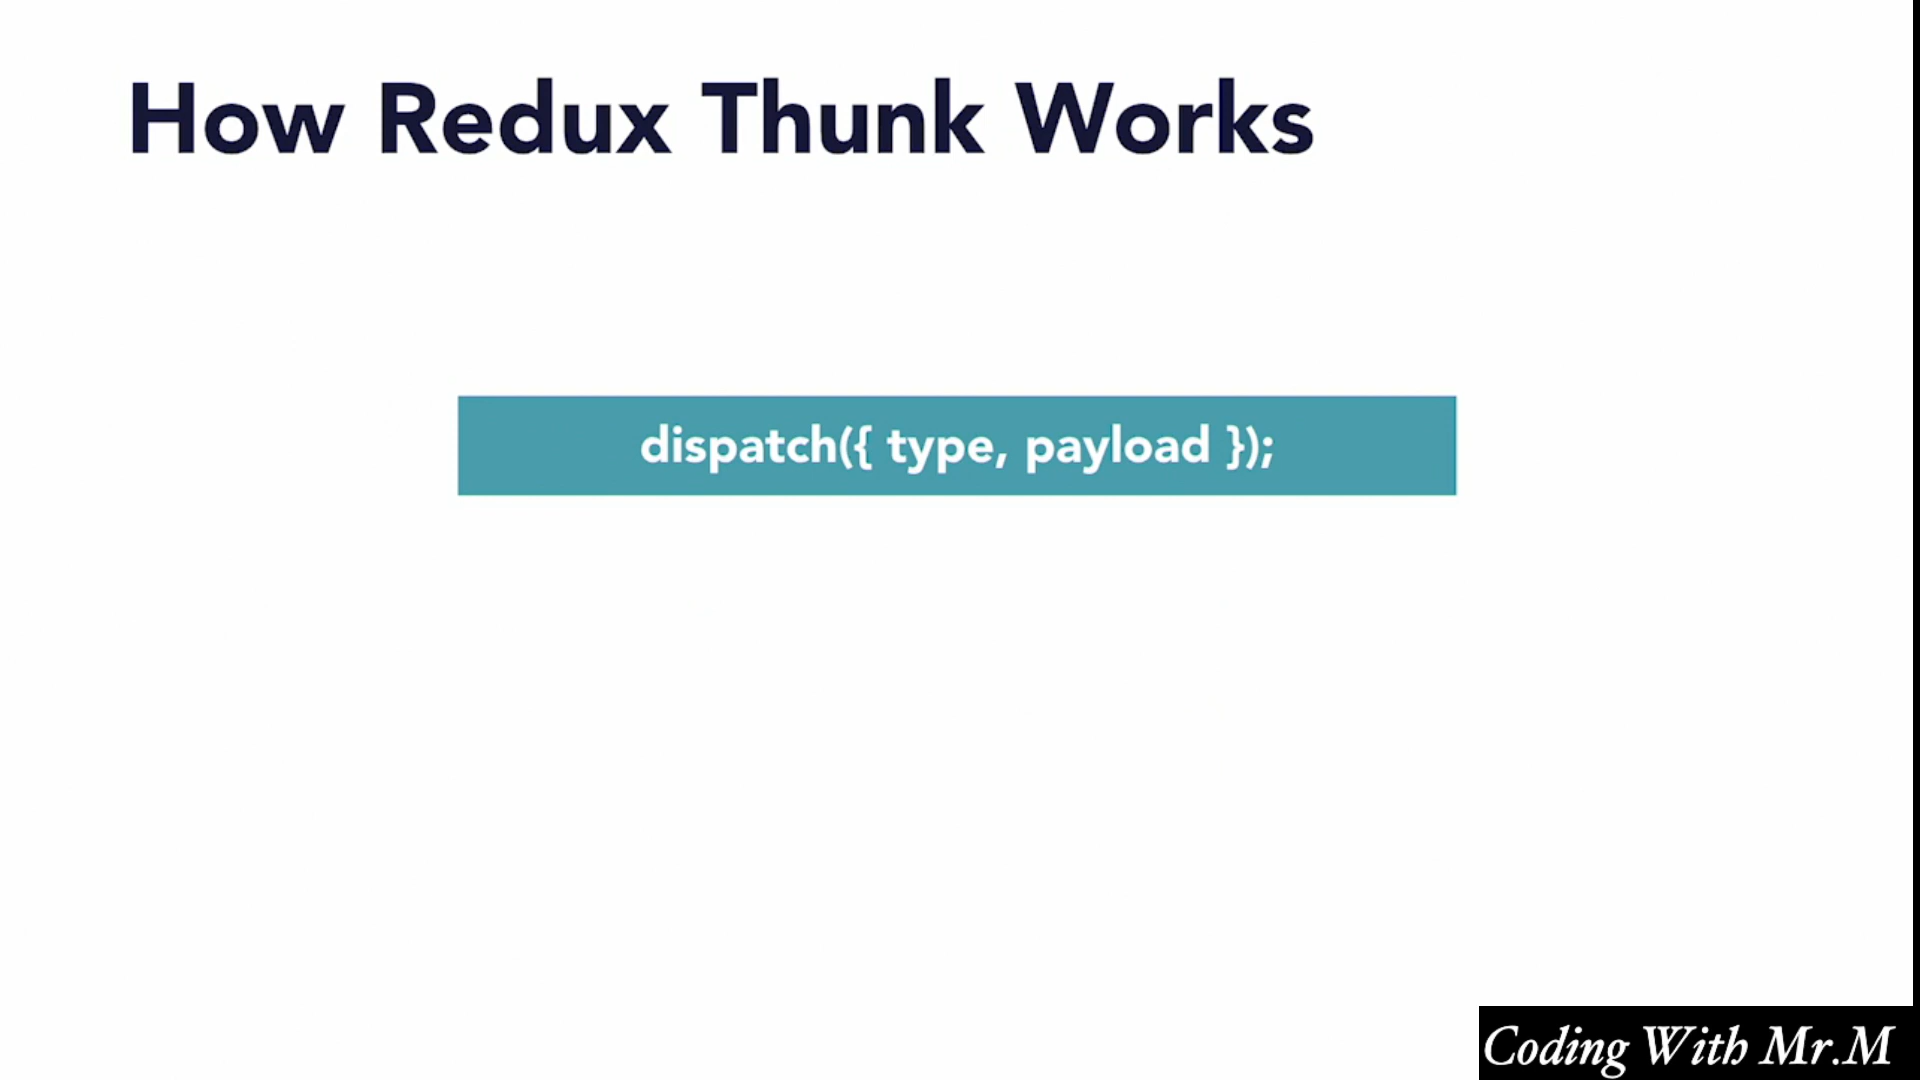 How Redux Thunk Works
dispatch({ type, payload });
Coding With Mr.M